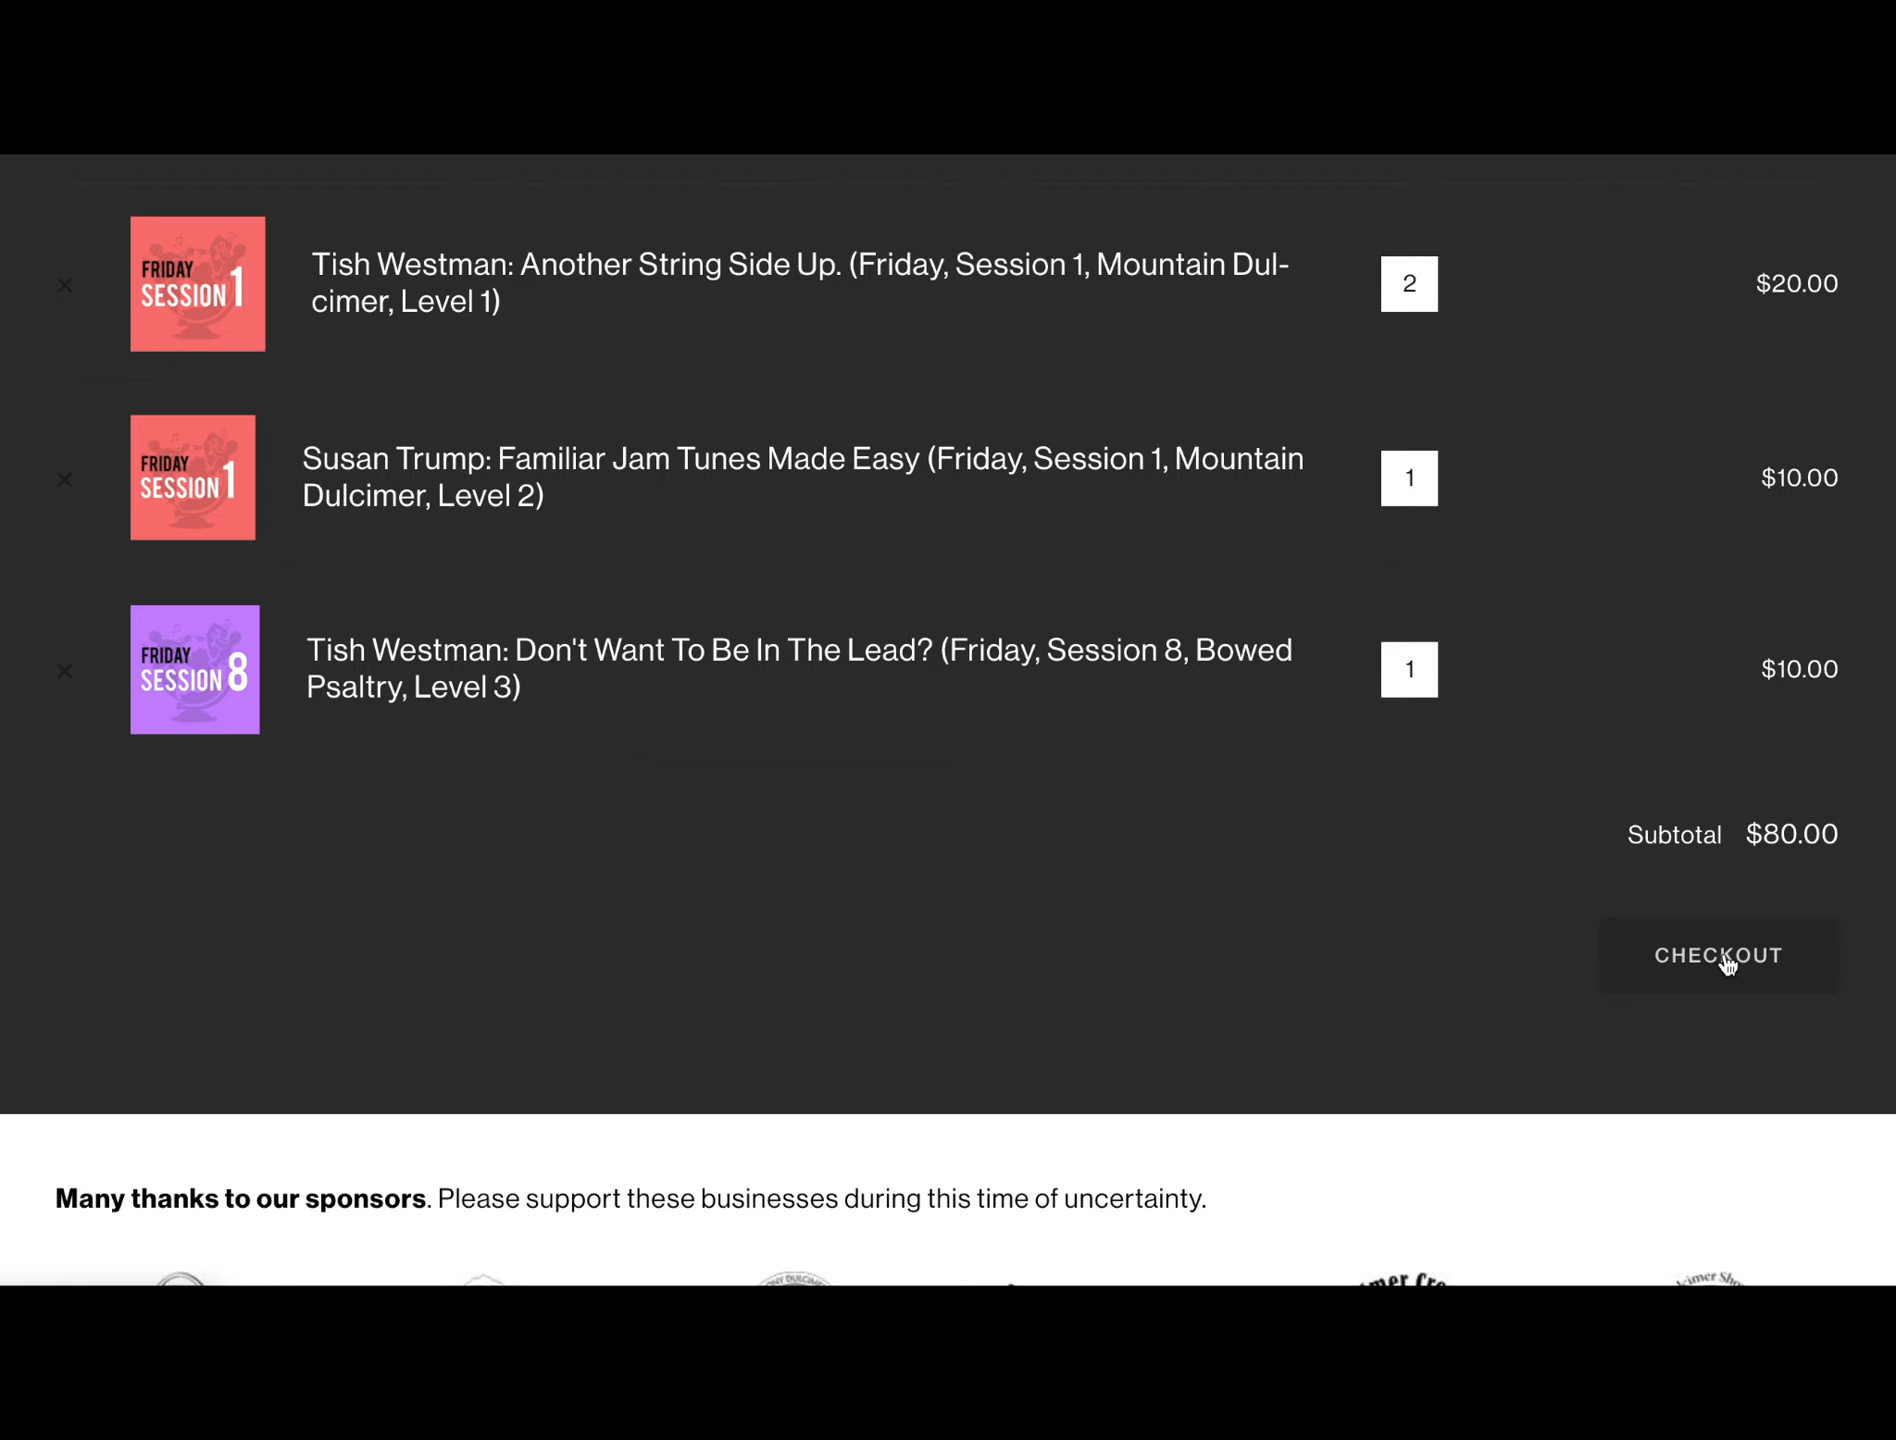 FRIDAY
SESSION 1
Tish Westman: Another String Side Up. (Friday, Session 1, Mountain Dul-
cimer, Level 1)
2
$20.00
FRIDAY
SESSION 1
Susan Trump: Familiar Jam Tunes Made Easy (Friday, Session 1, Mountain
Dulcimer, Level 2)
1
$10.00
FRIDAY
SESSION 8
Tish Westman: Don't Want To Be In The Lead? (Friday, Session 8, Bowed
Psaltry, Level 3)
1
$10.00
Subtotal $80.00
CHECKOUT
Many thanks to our sponsors. Please support these businesses during this time of uncertainty.